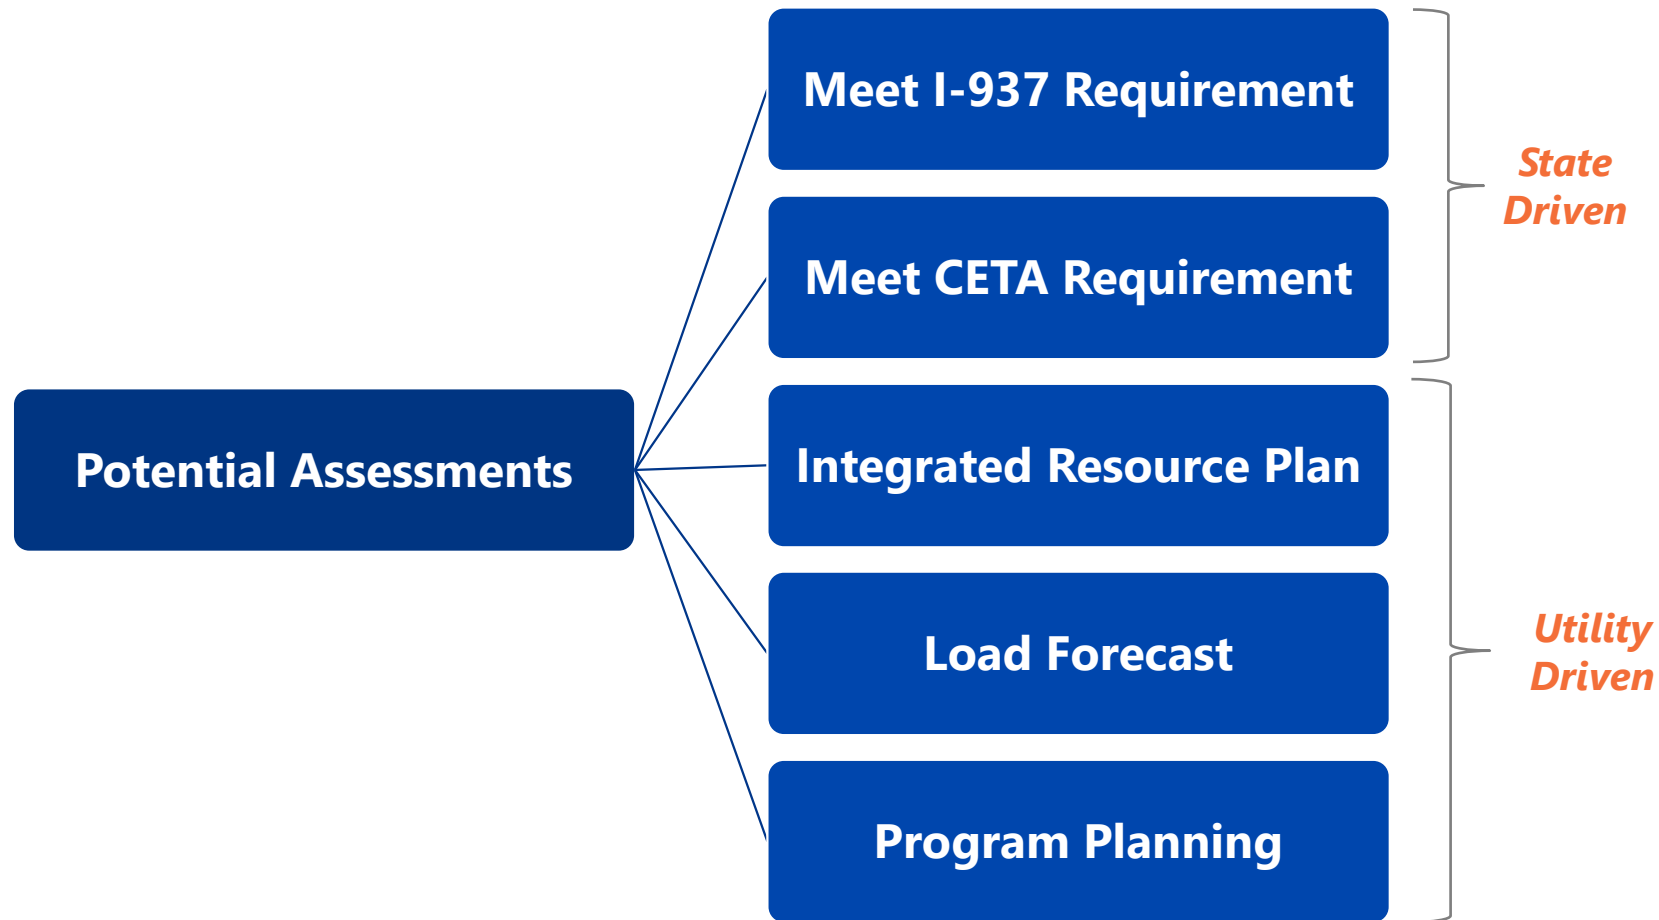 Potential Assessments
Meet I-937 Requirement
Meet CETA Requirement
Integrated Resource Plan
Load Forecast
Program Planning
State
Driven
Utility
Driven